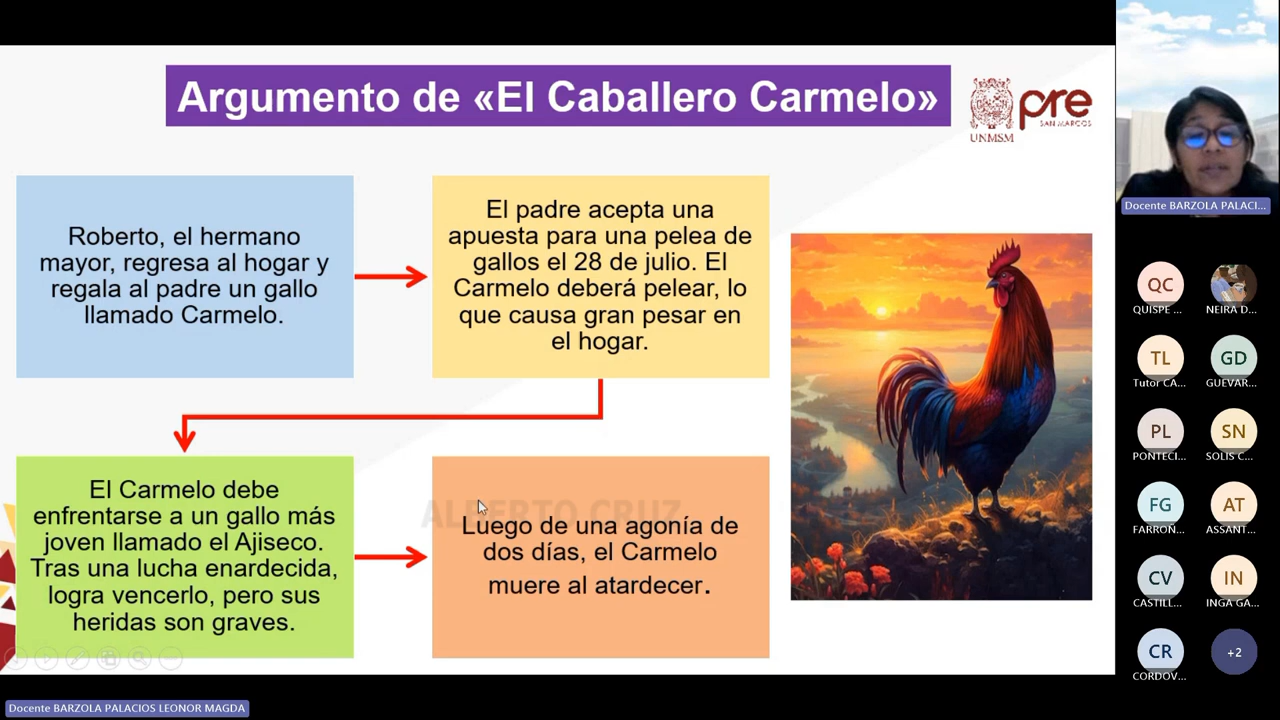 Argumento de «El Caballero Carmelo»
UNMSM
pre
SAN MARCOS
Roberto, el hermano
mayor, regresa al hogar y
regala al padre un gallo
llamado Carmelo.
El padre acepta una
apuesta para una pelea de
gallos el 28 de julio. El
Carmelo deberá pelear, lo
que causa gran pesar en
el hogar.
El Carmelo debe
enfrentarse a un gallo más
joven llamado el Ajiseco.
Tras una lucha enardecida,
logra vencerlo, pero sus
heridas son graves.
ALBERTO CRUZ
Luego de una agonía de
dos días, el Carmelo
muere al atardecer.
Docente BARZOLA PALACI...
QC
QUISPE ...
NEIRA D...
TL
Tutor CA...
GD
GUEVAR...
PL
PONTECI...
SN
SOLIS C...
FG
FARROÑ...
AT
ASSANT...
CV
CASTILL...
IN
INGA GA...
CR
CORDOV...
+2
Docente BARZOLA PALACIOS LEONOR MAGDA